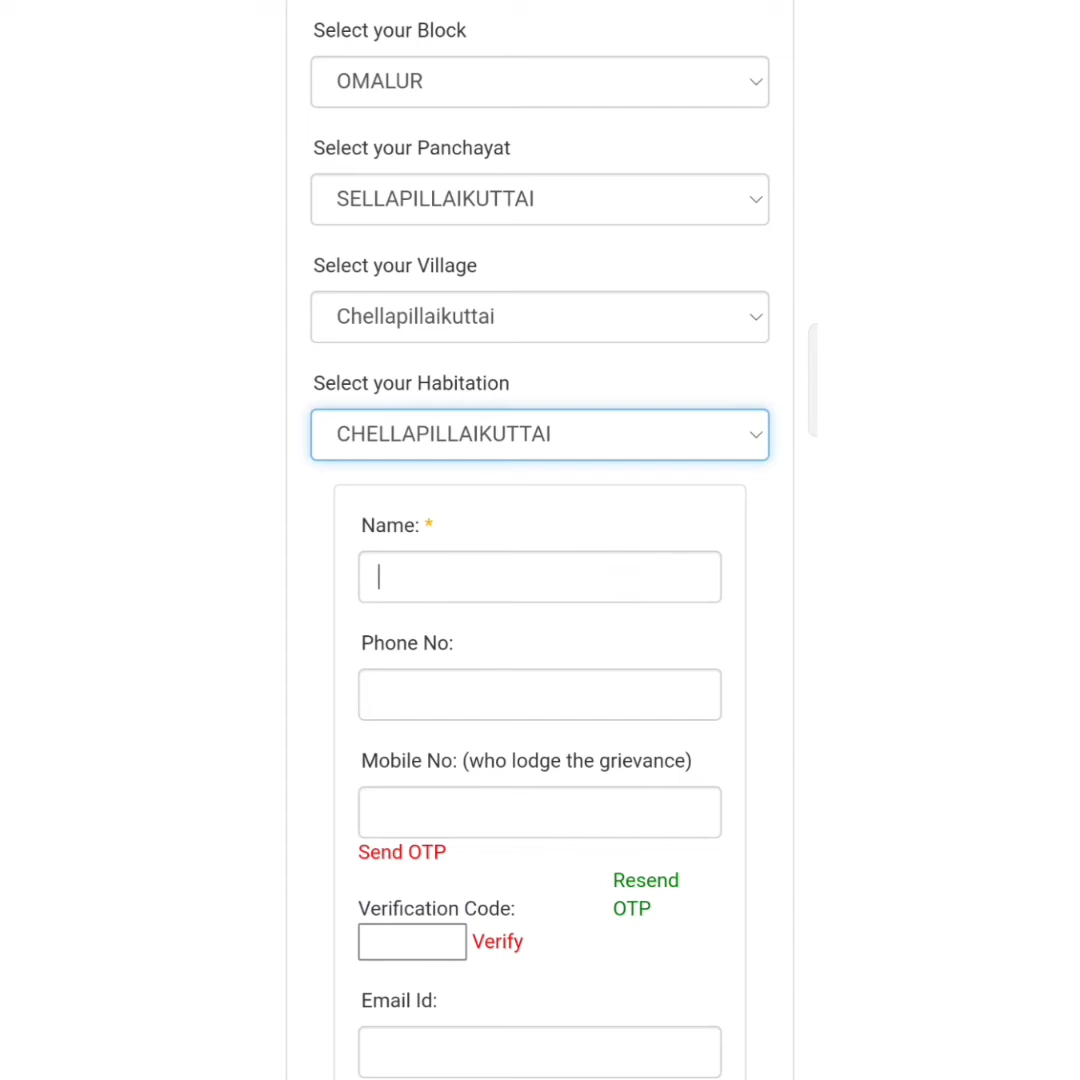 Select your Block
OMALUR
Select your Panchayat
SELLAPILLAIKUTTAI
Select your Village
Chellapillaikuttai
Select your Habitation
CHELLAPILLAIKUTTAI
Name: *
Phone No:
Mobile No: (who lodge the grievance)
Send OTP
Resend
OTP
Verification Code:
Verify
Email Id: